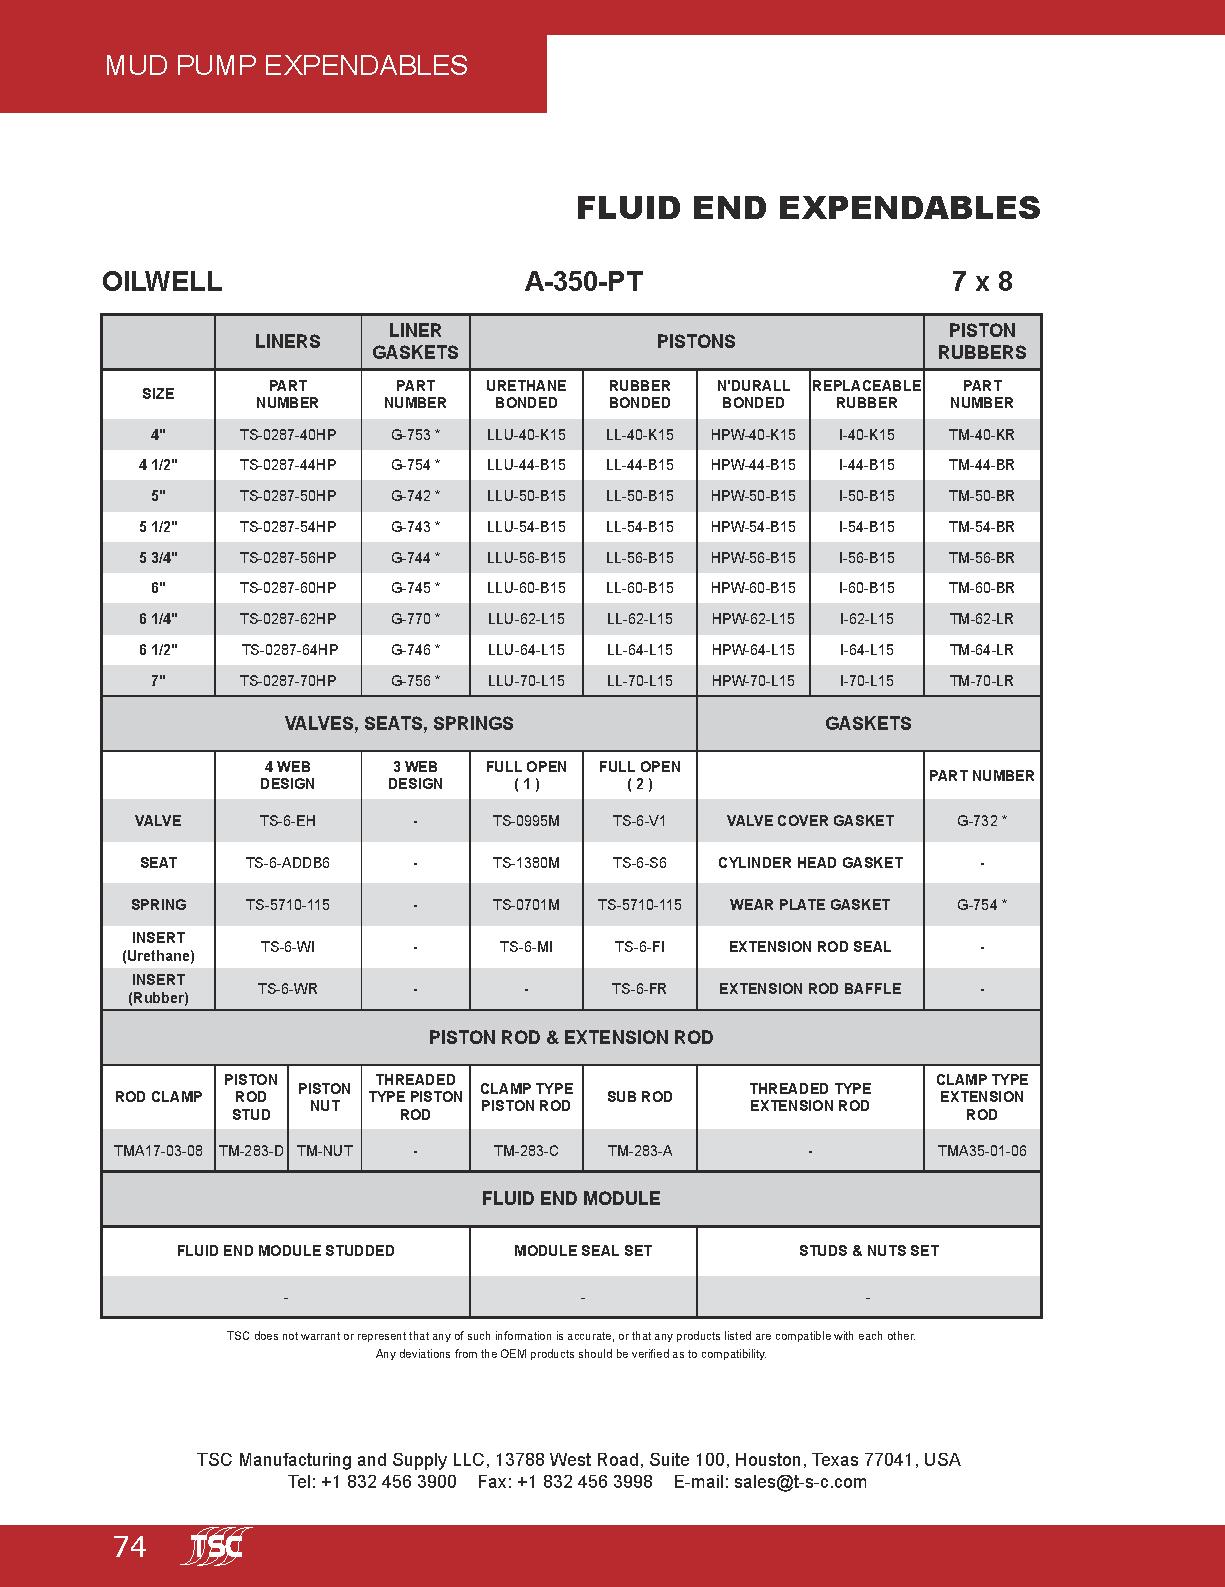 MUD PUMP EXPENDABLES
FLUID END EXPENDABLES
OILWELL A-350-PT 7 x 8
LINERS LINER GASKETS PISTONS PISTON RUBBERS
SIZE PART NUMBER PART NUMBER URETHANE BONDED RUBBER BONDED N'DURALL BONDED REPLACEABLE RUBBER PART NUMBER
4" TS-0287-40HP G-753 * LLU-40-K15 LL-40-K15 HPW-40-K15 I-40-K15 TM-40-KR
4 1/2" TS-0287-44HP G-754 * LLU-44-B15 LL-44-B15 HPW-44-B15 I-44-B15 TM-44-BR
5" TS-0287-50HP G-742 * LLU-50-B15 LL-50-B15 HPW-50-B15 I-50-B15 TM-50-BR
5 1/2" TS-0287-54HP G-743 * LLU-54-B15 LL-54-B15 HPW-54-B15 I-54-B15 TM-54-BR
5 3/4" TS-0287-56HP G-744 * LLU-56-B15 LL-56-B15 HPW-56-B15 I-56-B15 TM-56-BR
6" TS-0287-60HP G-745 * LLU-60-B15 LL-60-B15 HPW-60-B15 I-60-B15 TM-60-BR
6 1/4" TS-0287-62HP G-770 * LLU-62-L15 LL-62-L15 HPW-62-L15 I-62-L15 TM-62-LR
6 1/2" TS-0287-64HP G-746 * LLU-64-L15 LL-64-L15 HPW-64-L15 I-64-L15 TM-64-LR
7" TS-0287-70HP G-756 * LLU-70-L15 LL-70-L15 HPW-70-L15 I-70-L15 TM-70-LR
VALVES, SEATS, SPRINGS GASKETS
4 WEB DESIGN 3 WEB DESIGN FULL OPEN ( 1 ) FULL OPEN ( 2 ) PART NUMBER
VALVE TS-6-EH - TS-0995M TS-6-V1 VALVE COVER GASKET G-732 *
SEAT TS-6-ADDB6 - TS-1380M TS-6-S6 CYLINDER HEAD GASKET -
SPRING TS-5710-115 - TS-0701M TS-5710-115 WEAR PLATE GASKET G-754 *
INSERT (Urethane) TS-6-WI - TS-6-MI TS-6-FI EXTENSION ROD SEAL -
INSERT (Rubber) TS-6-WR - - TS-6-FR EXTENSION ROD BAFFLE -
PISTON ROD & EXTENSION ROD
ROD CLAMP PISTON ROD STUD PISTON NUT THREADED TYPE PISTON ROD CLAMP TYPE PISTON ROD SUB ROD THREADED TYPE EXTENSION ROD CLAMP TYPE EXTENSION ROD
TMA17-03-08 TM-283-D TM-NUT - TM-283-C TM-283-A - TMA35-01-06
FLUID END MODULE
FLUID END MODULE STUDDED MODULE SEAL SET STUDS & NUTS SET
- - -
TSC does not warrant or represent that any of such information is accurate, or that any products listed are compatible with each other.
Any deviations from the OEM products should be verified as to compatibility.
TSC Manufacturing and Supply LLC, 13788 West Road, Suite 100, Houston, Texas 77041, USA
Tel: +1 832 456 3900 Fax: +1 832 456 3998 E-mail: sales@t-s-c.com
74 TSC